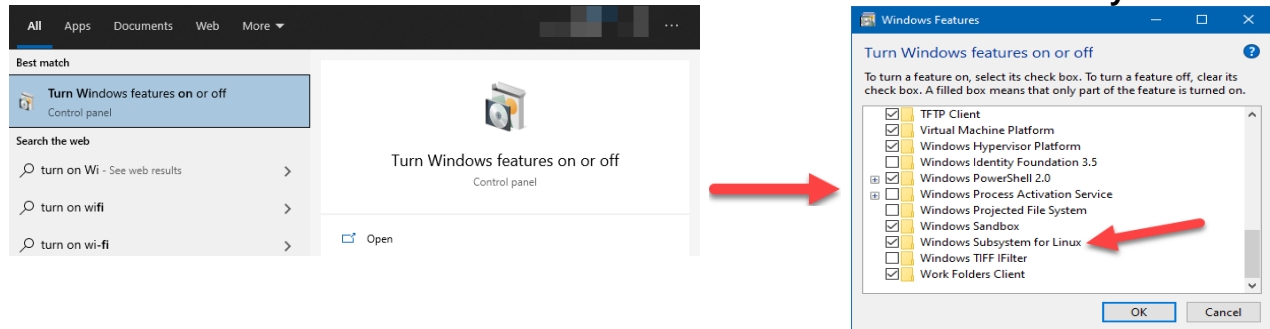 All Apps Documents Web More
Best match
Turn Windows features on or off
Control panel
Search the web
turn on Wi - See web results
turn on wifi
turn on wi-fi
Turn Windows features on or off
Control panel
Open
Windows Features
Turn Windows features on or off
To turn a feature on, select its check box. To turn a feature off, clear its
check box. A filled box means that only part of the feature is turned on.
TFTP Client
Virtual Machine Platform
Windows Hypervisor Platform
Windows Identity Foundation 3.5
Windows PowerShell 2.0
Windows Process Activation Service
Windows Projected File System
Windows Sandbox
Windows Subsystem for Linux
Windows TIFF IFilter
Work Folders Client
OK Cancel